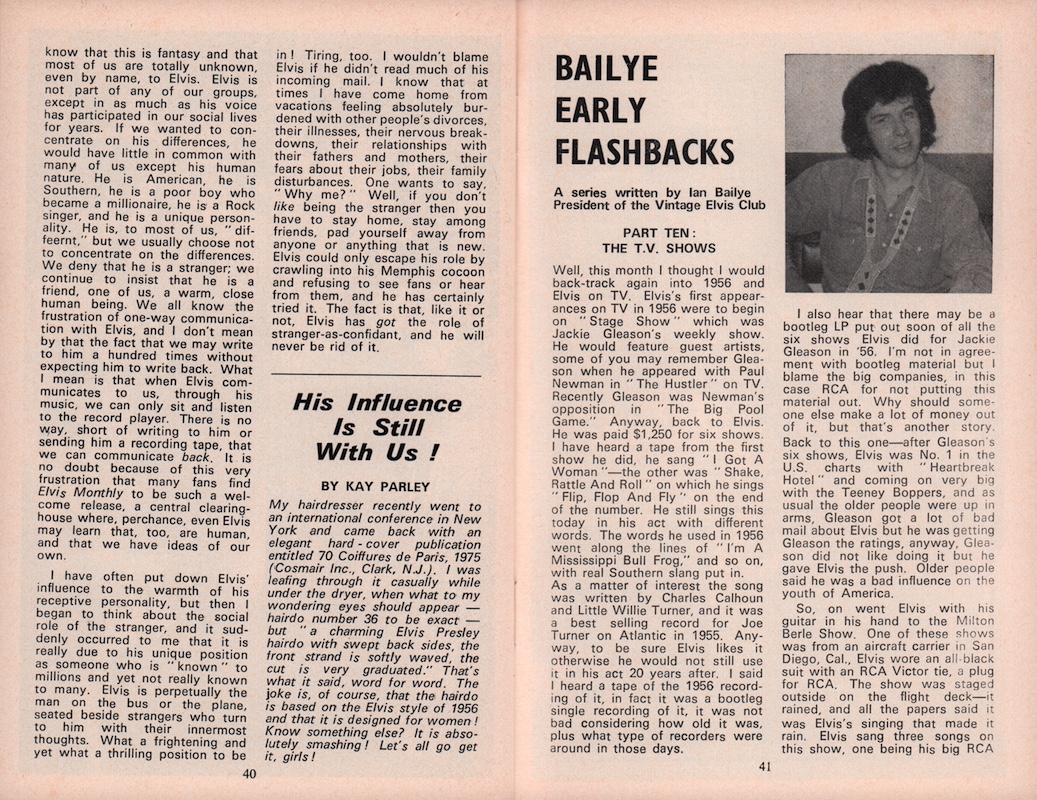 know that this is fantasy and that
most of us are totally unknown,
even by name, to Elvis. Elvis is
not part of any of our groups,
except in as much as his voice
has participated in our social lives
for years. If we wanted to con-
centrate on his differences, he
would have little in common with
many of us except his human
nature. He is American, he is
Southern, he is a poor boy who
became a millionaire, he is a Rock
singer, and he is a unique person-
ality. He is, to most of us, "dif-
feernt," but we usually choose not
to concentrate on the differences.
We deny that he is a stranger; we
continue to insist that he is a
friend, one of us, a warm, close
human being. We all know the
frustration of one-way communica-
tion with Elvis, and I don't mean
by that the fact that we may write
to him a hundred times without
expecting him to write back. What
I mean is that when Elvis com-
municates to us, through his
music, we can only sit and listen
to the record player. There is no
way, short of writing to him or
sending him a recording tape, that
we can communicate back. It is
no doubt because of this very
frustration that many fans find
Elvis Monthly to be such a wel-
come release, a central clearing-
house where, perchance, even Elvis
may learn that, too, are human,
and that we have ideas of our
own.
I have often put down Elvis'
influence to the warmth of his
receptive personality, but then I
began to think about the social
role of the stranger, and it sud-
denly occurred to me that it is
really due to his unique position
as someone who is "known" to
millions and yet not really known
to many. Elvis is perpetually the
man on the bus or the plane,
seated beside strangers who turn
to him with their innermost
thoughts. What a frightening and
yet what a thrilling position to be
in! Tiring, too. I wouldn't blame
Elvis if he didn't read much of his
incoming mail. I know that at
times I have come home from
vacations feeling absolutely bur-
dened with other people's divorces,
their illnesses, their nervous break-
downs, their relationships with
their fathers and mothers, their
fears about their jobs, their family
disturbances. One wants to say,
"Why me?" Well, if you don't
like being the stranger then you
have to stay home, stay among
friends, pad yourself away from
anyone or anything that is new.
Elvis could only escape his role by
crawling into his Memphis cocoon
and refusing to see fans or hear
from them, and he has certainly
tried it. The fact is that, like it or
not, Elvis has got the role of
stranger-as-confidant, and he will
never be rid of it.
His Influence
Is Still
With Us !
BY KAY PARLEY
My hairdresser recently went to
an international conference in New
York and came back with an
elegant hard-cover publication
entitled 70 Coiffures de Paris, 1975
(Cosmair Inc., Clark, N.J.). I was
leafing through it casually while
under the dryer, when what to my
wondering eyes should appear —
hairdo number 36 to be exact —
but "a charming Elvis Presley
hairdo with swept back sides, the
front strand is softly waved, the
cut is very graduated." That's
what it said, word for word. The
joke is, of course, that the hairdo
is based on the Elvis style of 1956
and that it is designed for women!
Know something else? It is abso-
lutely smashing! Let's all go get
it, girls!
40
BAILYE
EARLY
FLASHBACKS
A series written by Ian Bailye
President of the Vintage Elvis Club
PART TEN:
THE T.V. SHOWS
Well, this month I thought I would
back-track again into 1956 and
Elvis on TV. Elvis's first appear-
ances on TV in 1956 were to begin
on "Stage Show" which was
Jackie Gleason's weekly show.
He would feature guest artists,
some of you may remember Glea-
son when he appeared with Paul
Newman in "The Hustler" on TV.
Recently Gleason was Newman's
opposition in "The Big Pool
Game." Anyway, back to Elvis.
He was paid $1,250 for six shows.
I have heard a tape from the first
show he did, he sang "I Got A
Woman"—the other was "Shake,
Rattle And Roll" on which he sings
"Flip, Flop And Fly" on the end
of the number. He still sings this
today in his act with different
words. The words he used in 1956
went along the lines of "I'm A
Mississippi Bull Frog," and so on,
with real Southern slang put in.
As a matter of interest the song
was written by Charles Calhoun
and Little Willie Turner, and it was
a best selling record for Joe
Turner on Atlantic in 1955. Any-
way, to be sure Elvis likes it
otherwise he would not still use
it in his act 20 years after. I said
I heard a tape of the 1956 record-
ing of it, in fact it was a bootleg
single recording of it, it was not
bad considering how old it was,
plus what type of recorders were
around in those days.
I also hear that there may be a
bootleg LP put out soon of all the
six shows Elvis did for Jackie
Gleason in '56. I'm not in agree-
ment with bootleg material but I
blame the big companies, in this
case RCA for not putting this
material out. Why should some-
one else make a lot of money out
of it, but that's another story.
Back to this one—after Gleason's
six shows, Elvis was No. 1 in the
U.S. charts with "Heartbreak
Hotel" and coming on very big
with the Teeney Boppers, and as
usual the older people were up in
arms, Gleason got a lot of bad
mail about Elvis but he was getting
Gleason the ratings, anyway, Glea-
son did not like doing it but he
gave Elvis the push. Older people
said he was a bad influence on the
youth of America.
So, on went Elvis with his
guitar in his hand to the Milton
Berle Show. One of these shows
was from an aircraft carrier in San
Diego, Cal., Elvis wore an all-black
suit with an RCA Victor tie, a plug
for RCA. The show was staged
outside on the flight deck—it
rained, and all the papers said it
was Elvis's singing that made it
rain. Elvis sang three songs on
this show, one being his big RCA
41